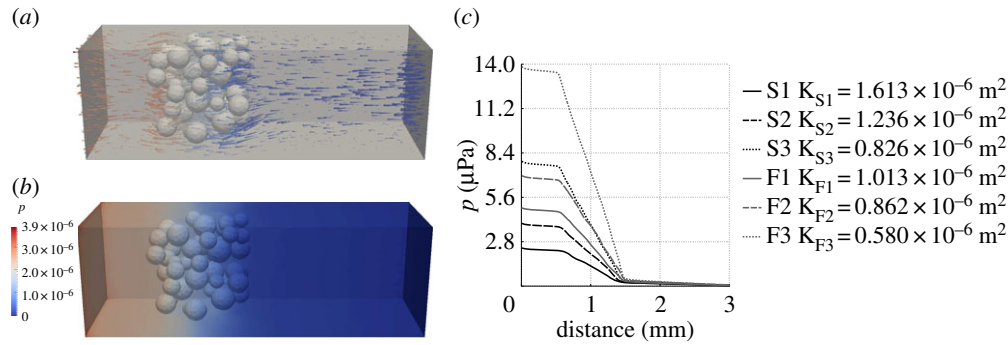 (a)
(b)
p
3.9 × 10⁻⁶
3.0 × 10⁻⁶
2.0 × 10⁻⁶
1.0 × 10⁻⁶
0
(c)
p (µPa)
14.0
11.2
8.4
5.6
2.8
0
1
2
3
distance (mm)
S1 K_S1 = 1.613 × 10⁻⁶ m²
S2 K_S2 = 1.236 × 10⁻⁶ m²
S3 K_S3 = 0.826 × 10⁻⁶ m²
F1 K_F1 = 1.013 × 10⁻⁶ m²
F2 K_F2 = 0.862 × 10⁻⁶ m²
F3 K_F3 = 0.580 × 10⁻⁶ m²